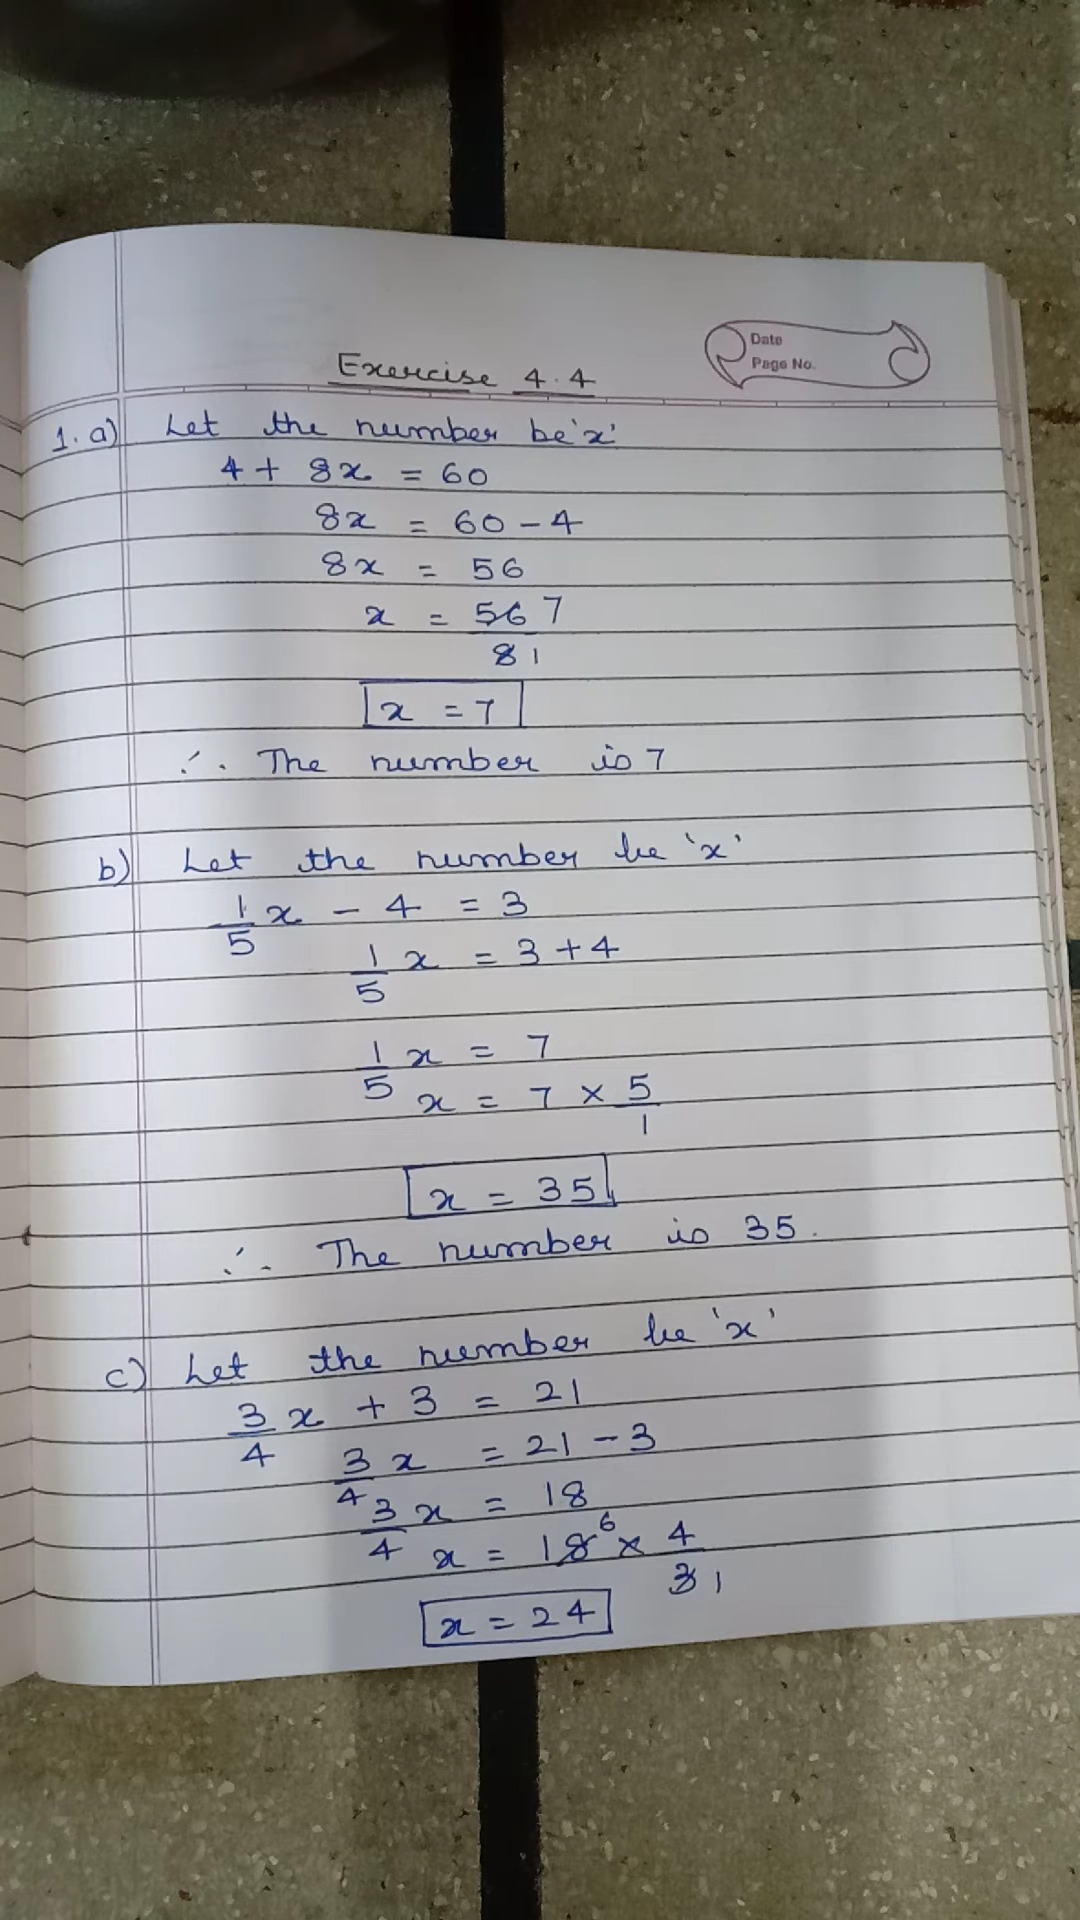 Date
Page No.
Exercise 4.4
1. a) Let the number be 'x'
4 + 8x = 60
8x = 60 - 4
8x = 56
x = 56 7
8 1
x = 7
∴ The number is 7
b) Let the number be 'x'
1/5 x - 4 = 3
1/5 x = 3 + 4
1/5 x = 7
x = 7 × 5/1
x = 35
∴ The number is 35.
c) Let the number be 'x'
3/4 x + 3 = 21
3/4 x = 21 - 3
3/4 x = 18
x = 18 6 × 4
3 1
x = 24